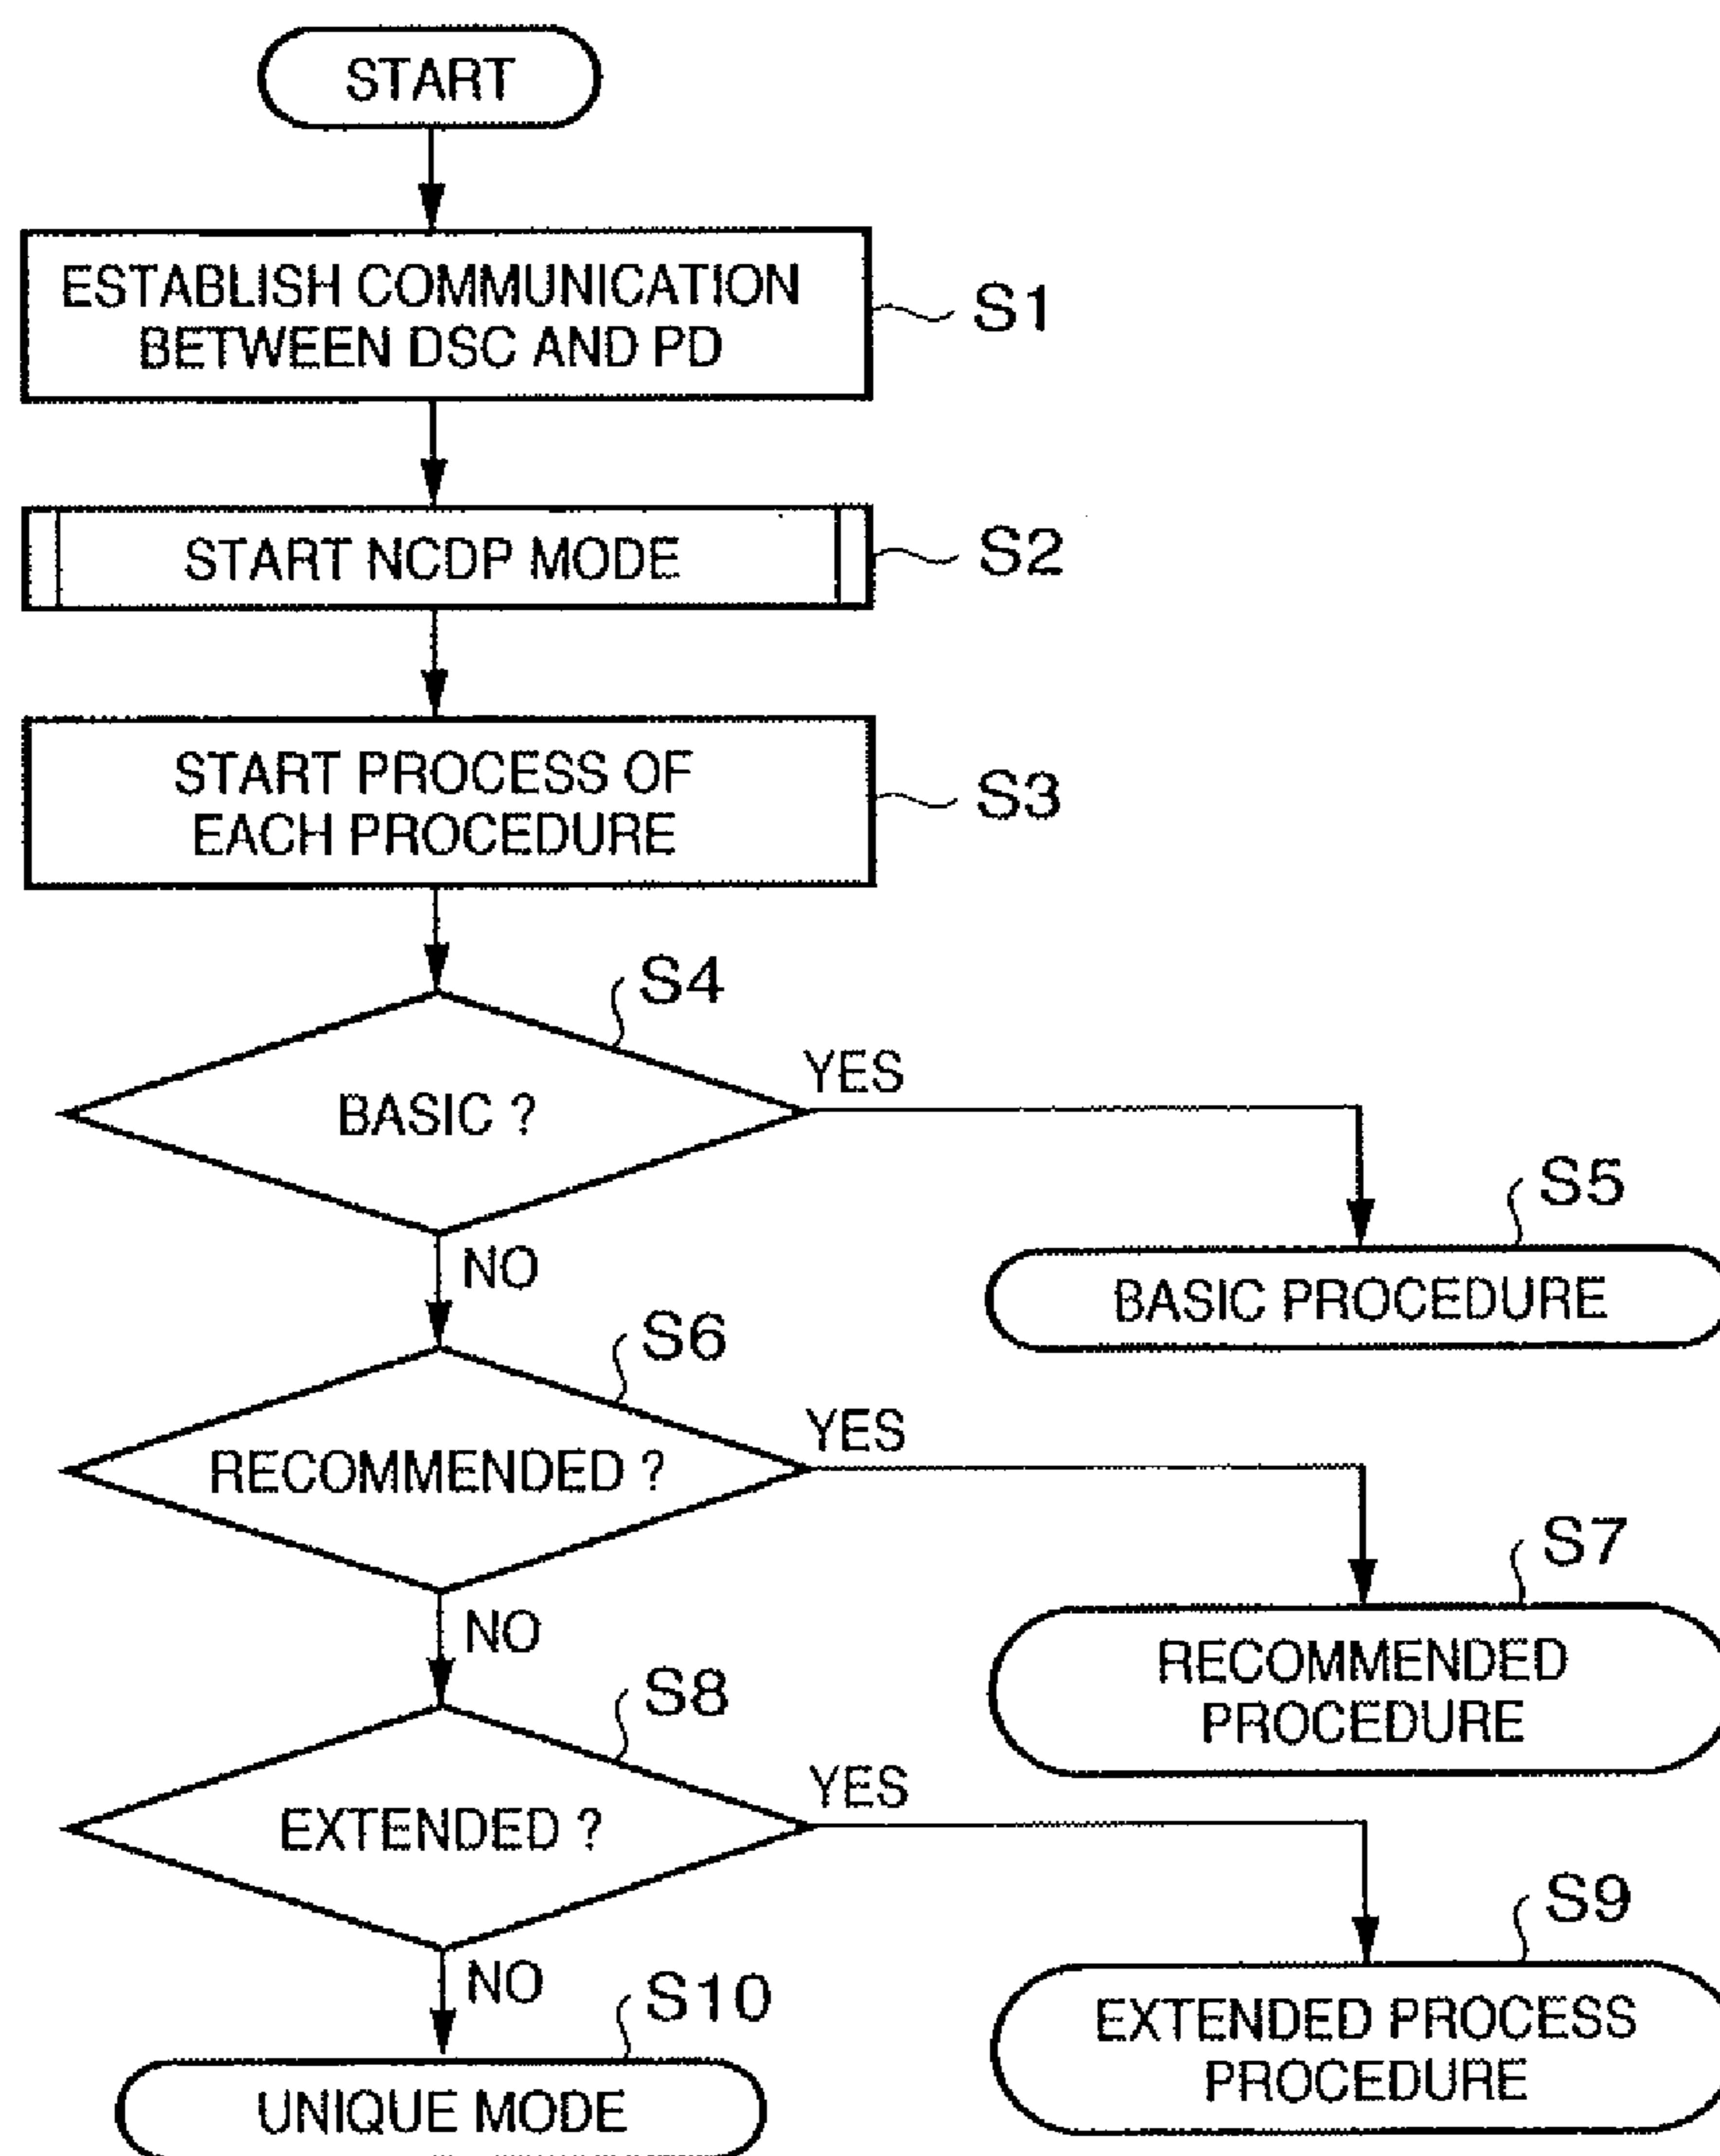 START
ESTABLISH COMMUNICATION
BETWEEN DSC AND PD
S1
START NCDP MODE
S2
START PROCESS OF
EACH PROCEDURE
S3
S4
BASIC ?
YES
NO
S5
BASIC PROCEDURE
S6
RECOMMENDED ?
YES
NO
S7
RECOMMENDED
PROCEDURE
S8
EXTENDED ?
YES
NO
S9
EXTENDED PROCESS
PROCEDURE
S10
UNIQUE MODE